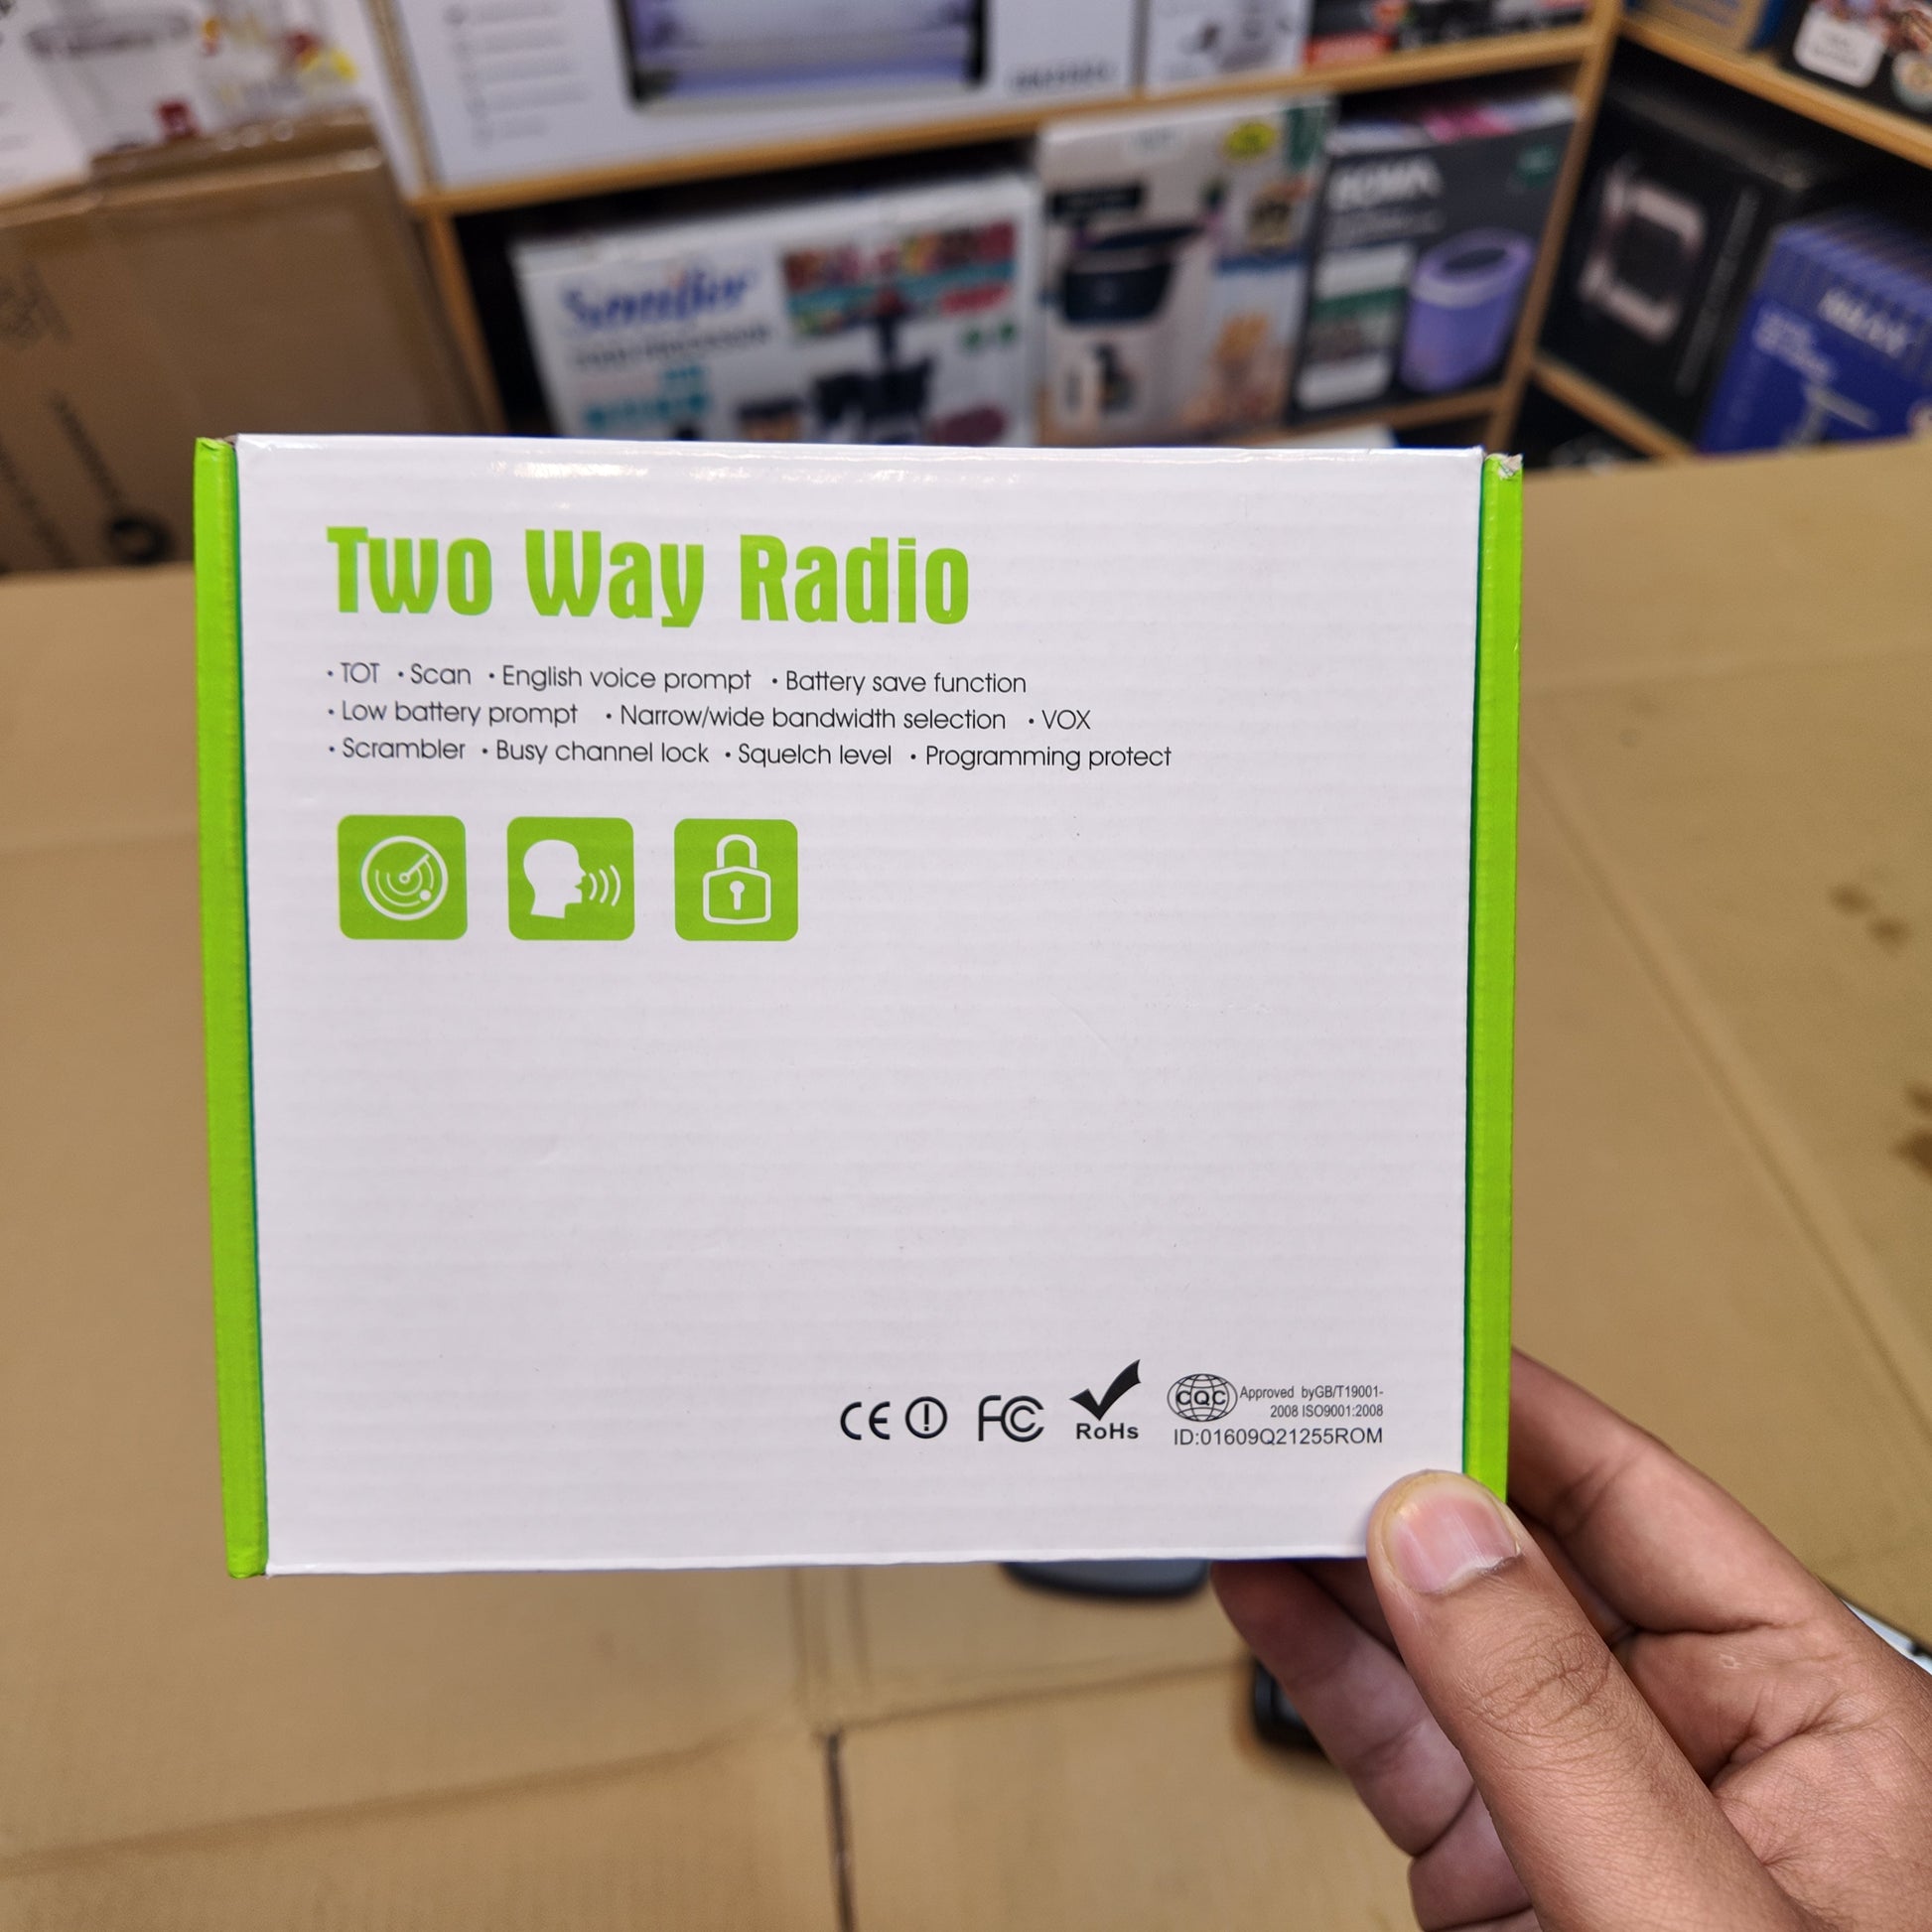 Two Way Radio
· TOT · Scan · English voice prompt · Battery save function
· Low battery prompt · Narrow/wide bandwidth selection · VOX
· Scrambler · Busy channel lock · Squelch level · Programming protect
CE FC RoHs CQC Approved byGB/T19001-
2008 ISO9001:2008
ID:01609Q21255ROM